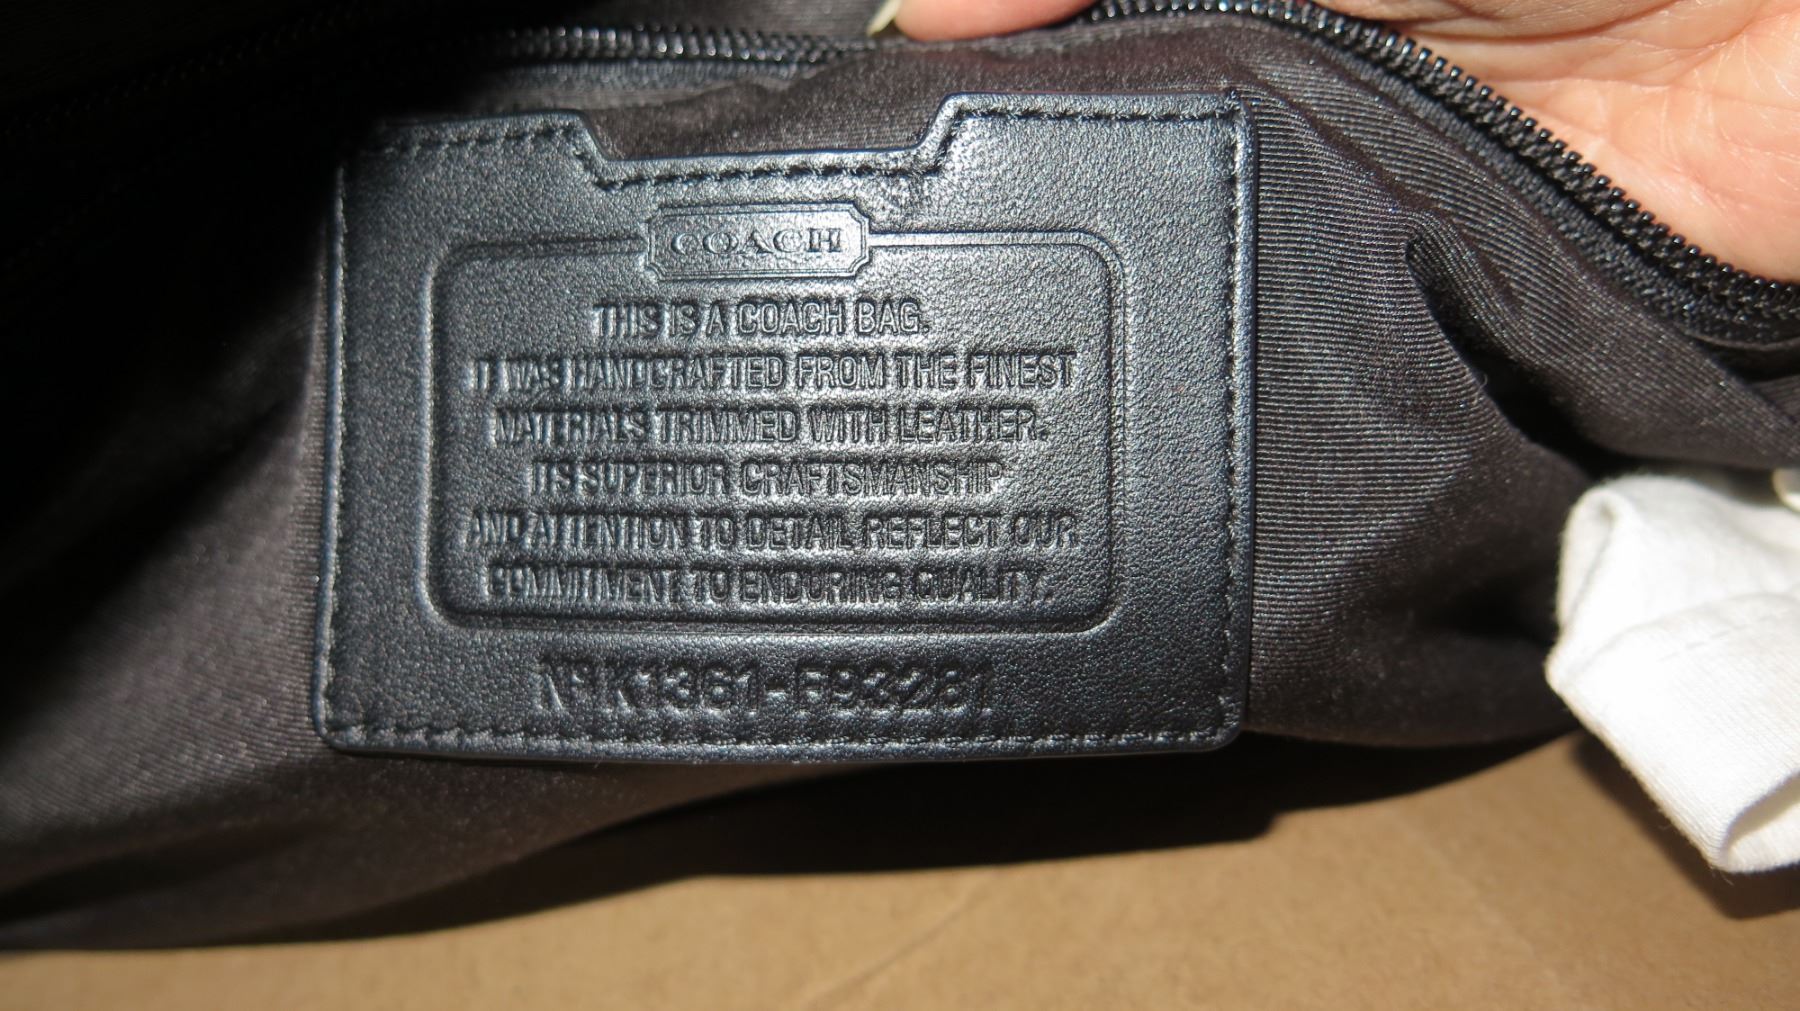 COACH
THIS IS A COACH BAG.
IT WAS HANDCRAFTED FROM THE FINEST
MATERIALS TRIMMED WITH LEATHER.
ITS SUPERIOR CRAFTSMANSHIP
AND ATTENTION TO DETAIL REFLECT OUR
COMMITMENT TO ENDURING QUALITY.
Nº K1361-F93281